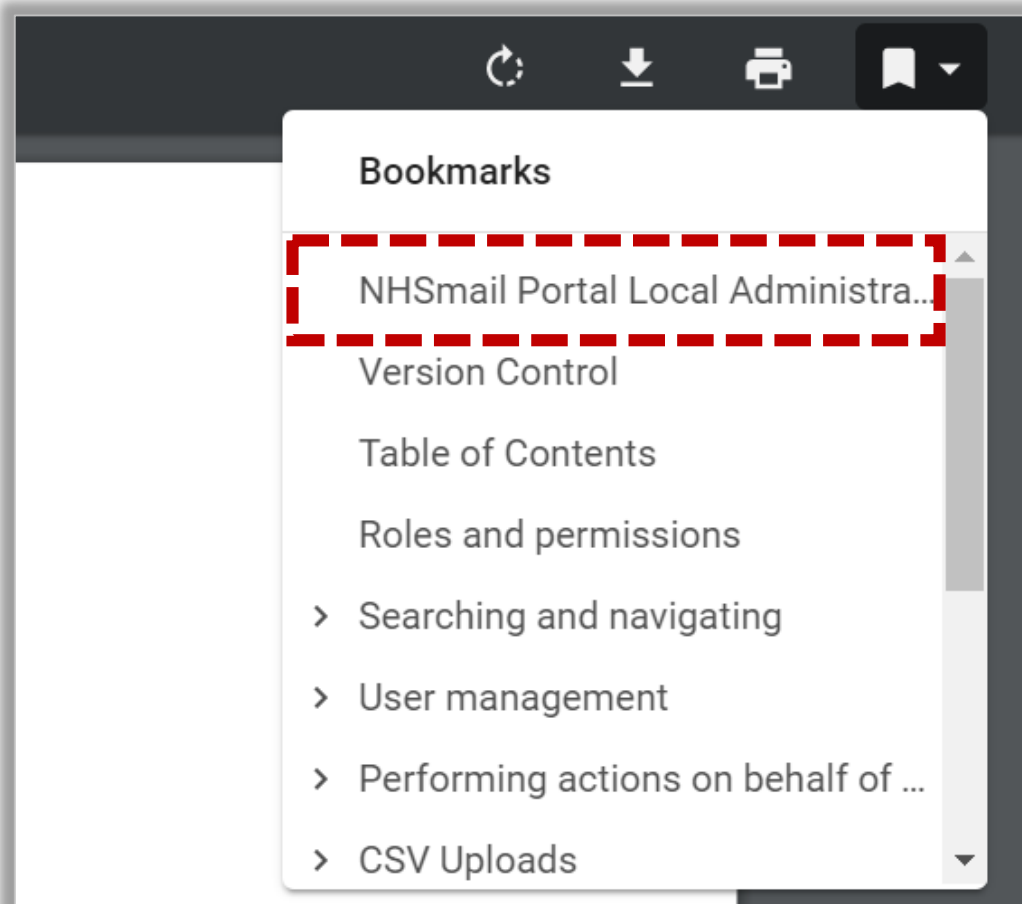 Bookmarks
NHSmail Portal Local Administra...
Version Control
Table of Contents
Roles and permissions
Searching and navigating
User management
Performing actions on behalf of ...
CSV Uploads